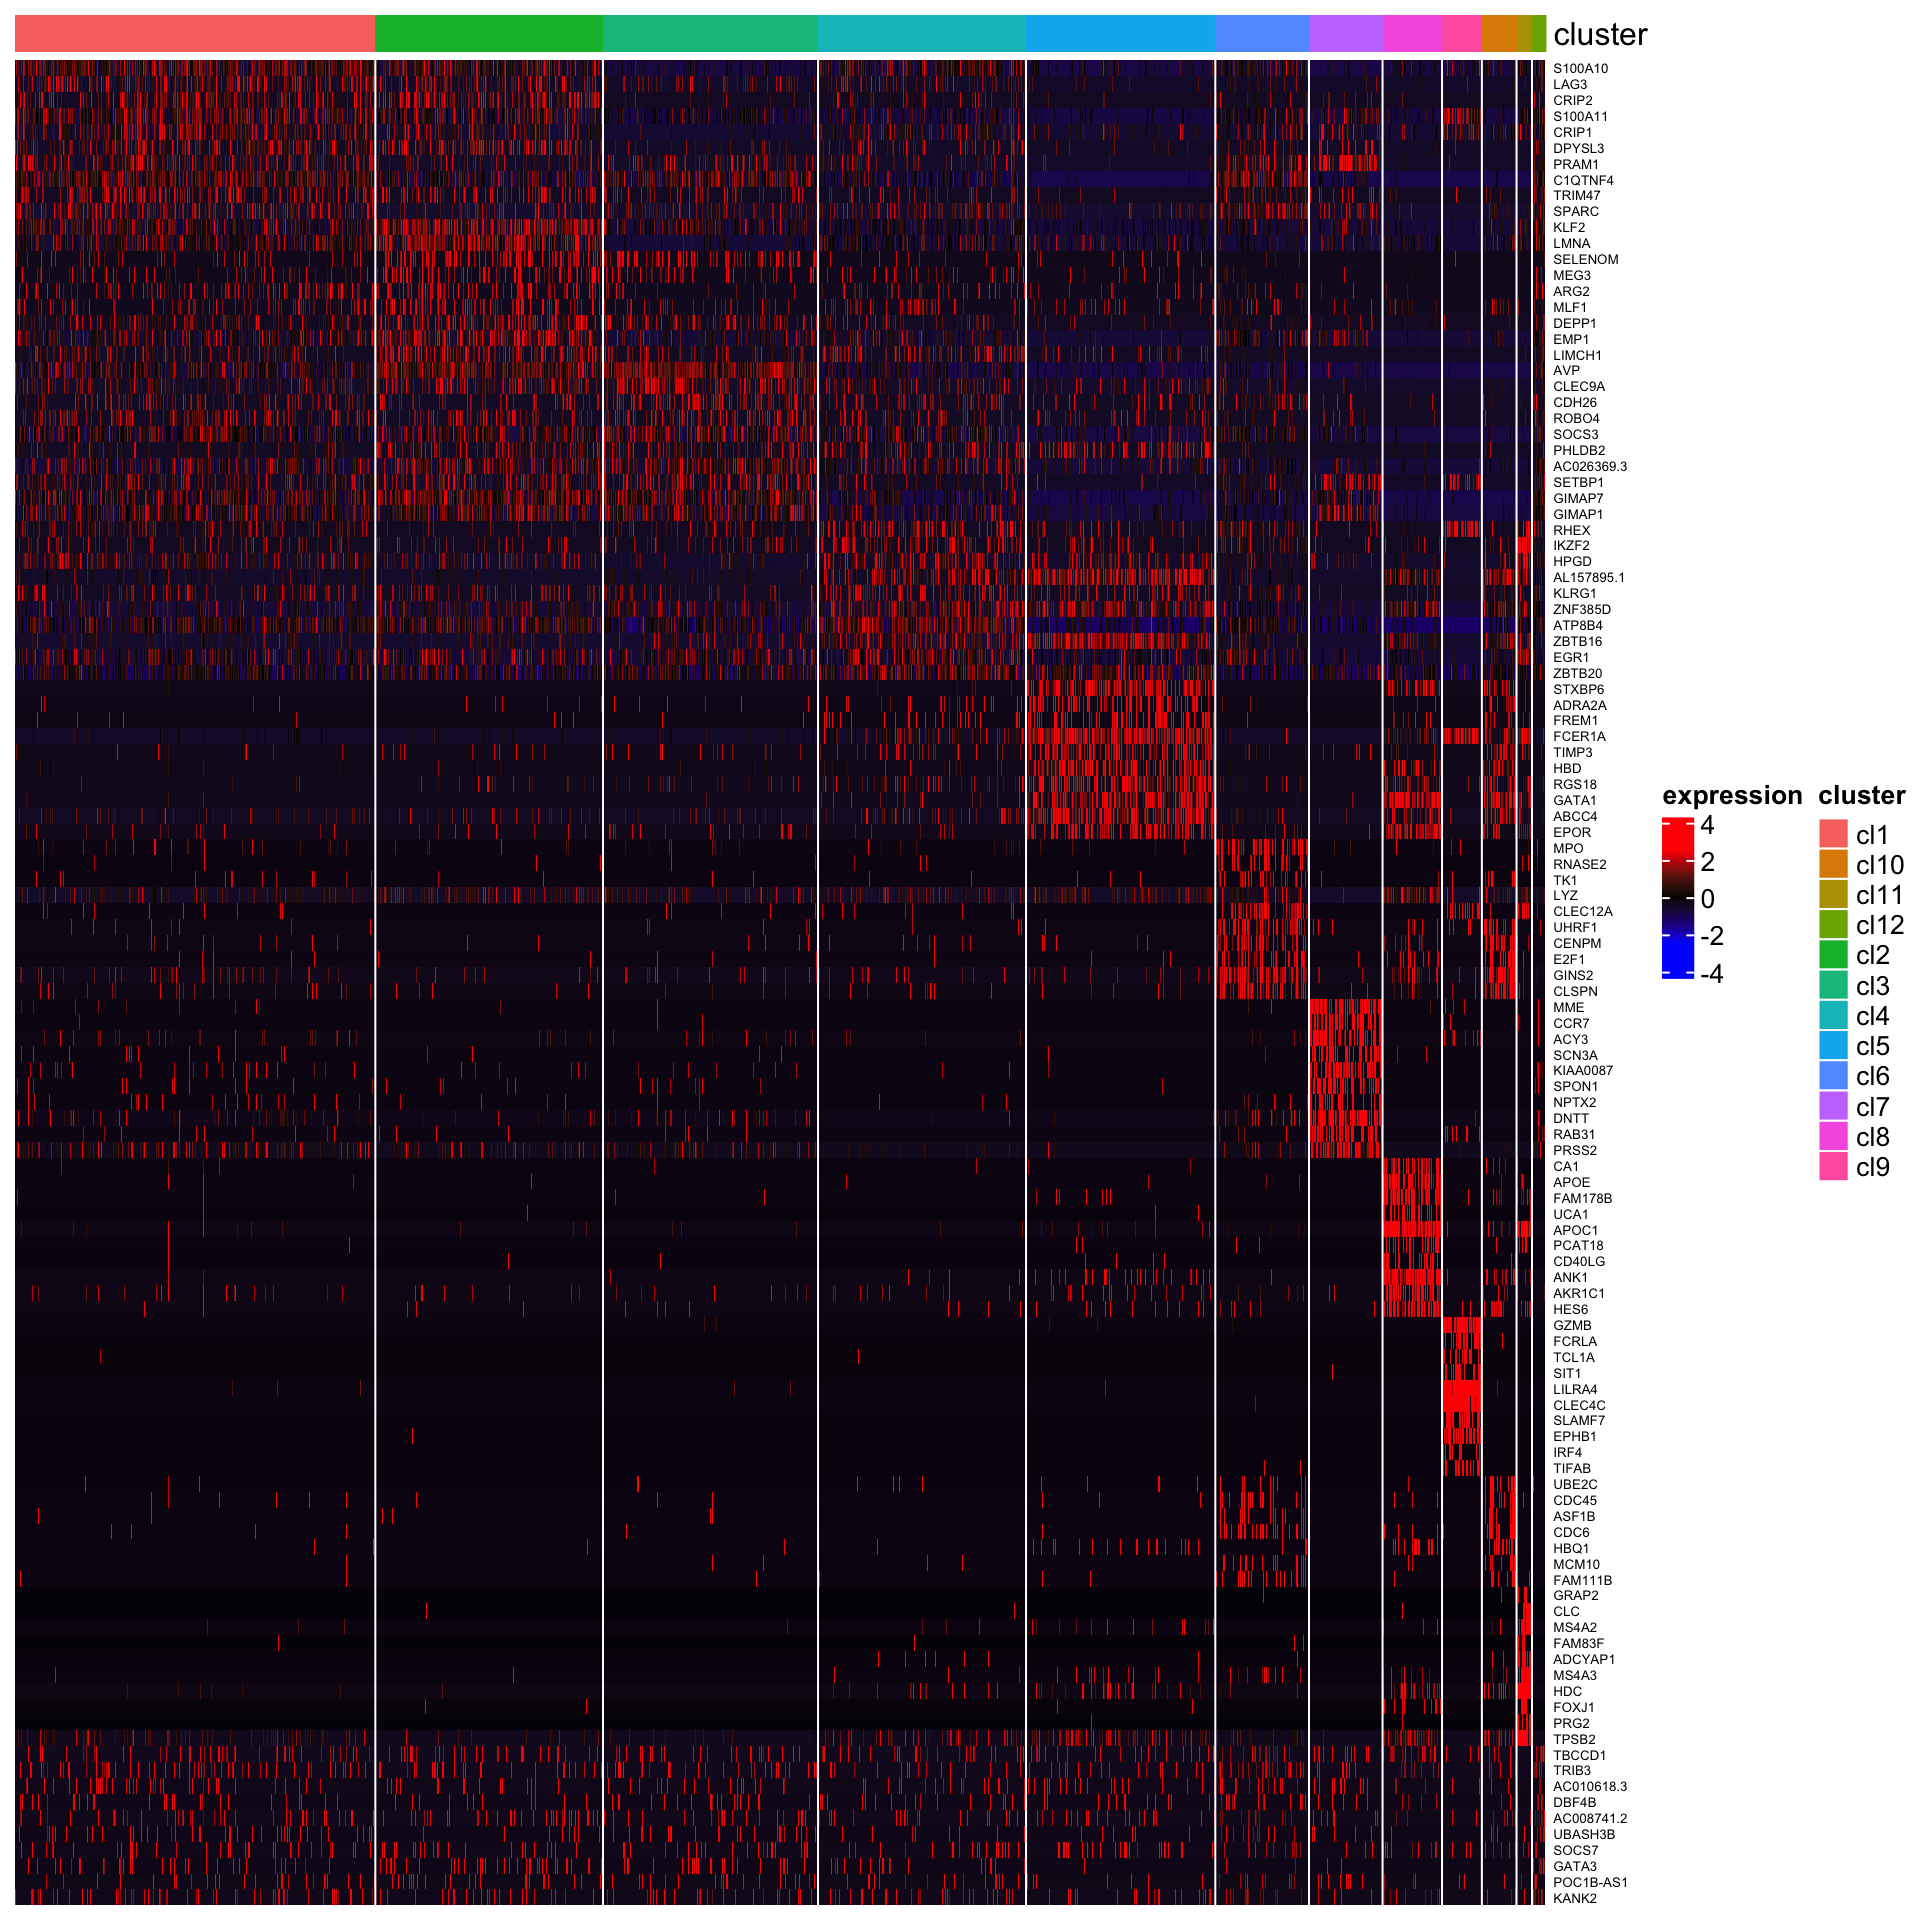 cluster
S100A10
LAG3
CRIP2
S100A11
CRIP1
DPYSL3
PRAM1
C1QTNF4
TRIM47
SPARC
KLF2
LMNA
SELENOM
MEG3
ARG2
MLF1
DEPP1
EMP1
LIMCH1
AVP
CLEC9A
CDH26
ROBO4
SOCS3
PHLDB2
AC026369.3
SETBP1
GIMAP7
GIMAP1
RHEX
IKZF2
HPGD
AL157895.1
KLRG1
ZNF385D
ATP8B4
ZBTB16
EGR1
ZBTB20
STXBP6
ADRA2A
FREM1
FCER1A
TIMP3
HBD
RGS18
GATA1
ABCC4
EPOR
MPO
RNASE2
TK1
LYZ
CLEC12A
UHRF1
CENPM
E2F1
GINS2
CLSPN
MME
CCR7
ACY3
SCN3A
KIAA0087
SPON1
NPTX2
DNTT
RAB31
PRSS2
CA1
APOE
FAM178B
UCA1
APOC1
PCAT18
CD40LG
ANK1
AKR1C1
HES6
GZMB
FCRLA
TCL1A
SIT1
LILRA4
CLEC4C
SLAMF7
EPHB1
IRF4
TIFAB
UBE2C
CDC45
ASF1B
CDC6
HBQ1
MCM10
FAM111B
GRAP2
CLC
MS4A2
FAM83F
ADCYAP1
MS4A3
HDC
FOXJ1
PRG2
TPSB2
TBCCD1
TRIB3
AC010618.3
DBF4B
AC008741.2
UBASH3B
SOCS7
GATA3
POC1B-AS1
KANK2
expression
4
2
0
-2
-4
cluster
cl1
cl10
cl11
cl12
cl2
cl3
cl4
cl5
cl6
cl7
cl8
cl9